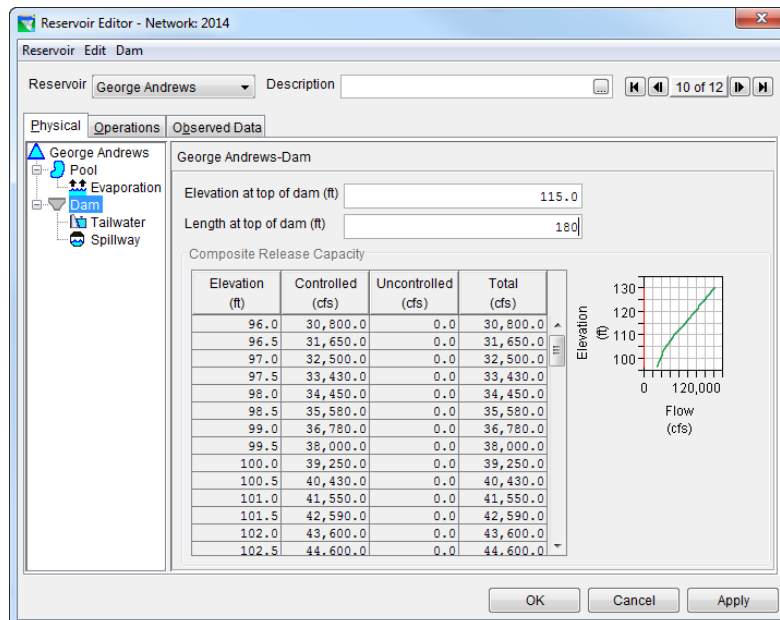 Reservoir Editor - Network: 2014
Reservoir Edit Dam
Reservoir George Andrews Description ... 10 of 12
Physical Operations Observed Data
George Andrews
Pool
Evaporation
Dam
Tailwater
Spillway
George Andrews-Dam
Elevation at top of dam (ft) 115.0
Length at top of dam (ft) 180
Composite Release Capacity
Elevation (ft) Controlled (cfs) Uncontrolled (cfs) Total (cfs)
96.0 30,800.0 0.0 30,800.0
96.5 31,650.0 0.0 31,650.0
97.0 32,500.0 0.0 32,500.0
97.5 33,430.0 0.0 33,430.0
98.0 34,450.0 0.0 34,450.0
98.5 35,580.0 0.0 35,580.0
99.0 36,780.0 0.0 36,780.0
99.5 38,000.0 0.0 38,000.0
100.0 39,250.0 0.0 39,250.0
100.5 40,430.0 0.0 40,430.0
101.0 41,550.0 0.0 41,550.0
101.5 42,590.0 0.0 42,590.0
102.0 43,600.0 0.0 43,600.0
102.5 44,600.0 0.0 44,600.0
Elevation
(ft)
130
120
110
100
0 120,000
Flow
(cfs)
OK Cancel Apply